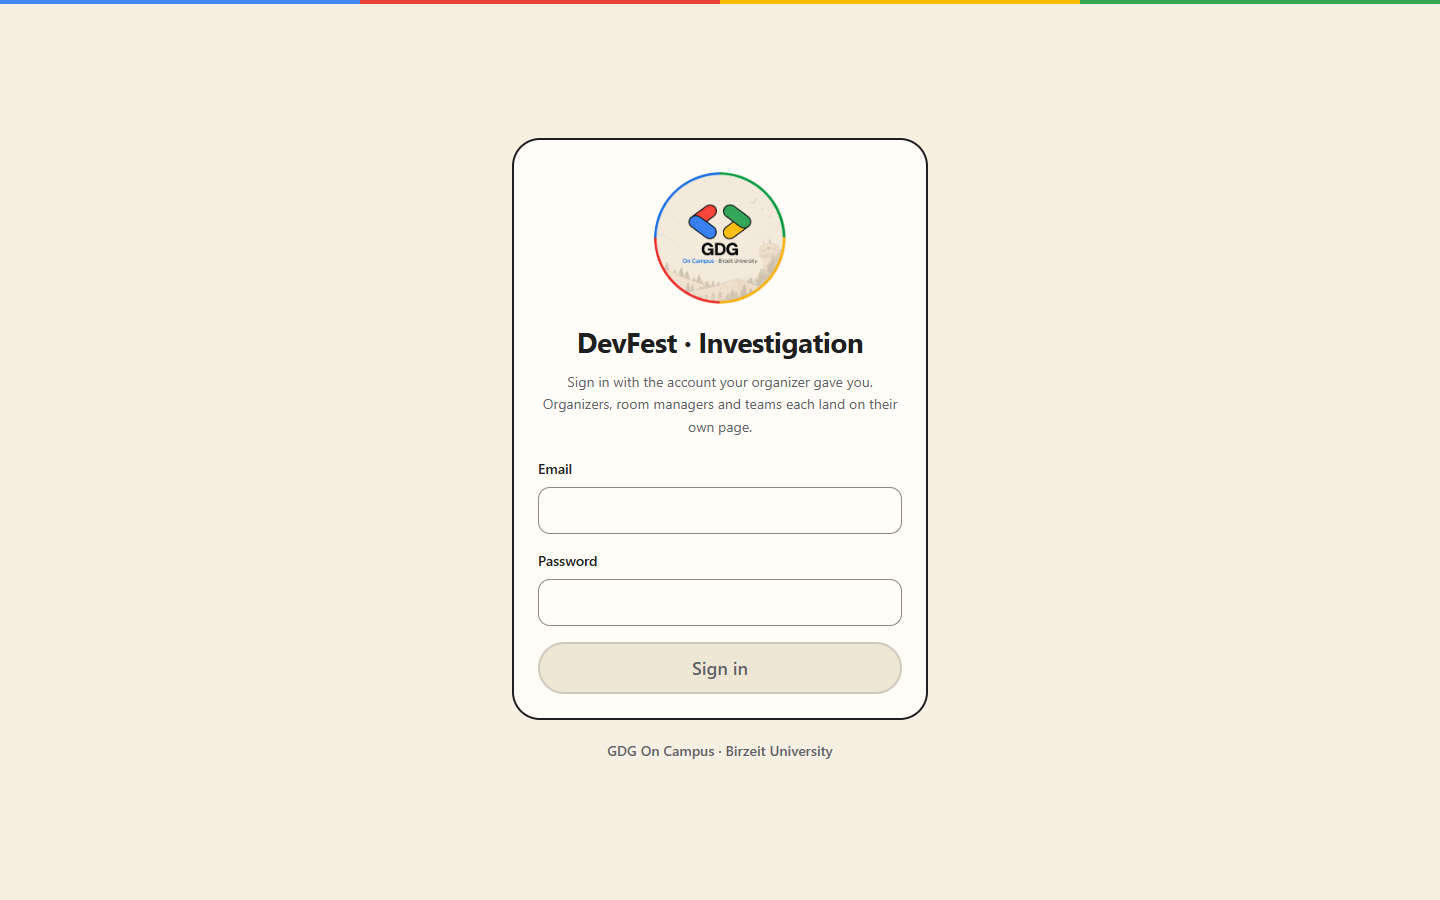 GDG
On Campus · Birzeit University
DevFest · Investigation
Sign in with the account your organizer gave you.
Organizers, room managers and teams each land on their
own page.
Email
Password
Sign in
GDG On Campus · Birzeit University